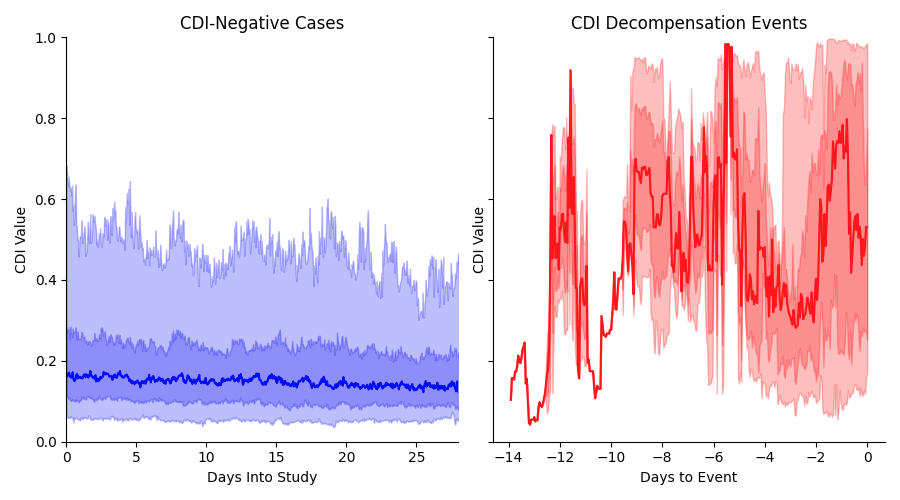 CDI-Negative Cases
CDI Decompensation Events
CDI Value
1.0
0.8
0.6
0.4
0.2
0.0
0 5 10 15 20 25
Days Into Study
CDI Value
−14 −12 −10 −8 −6 −4 −2 0
Days to Event